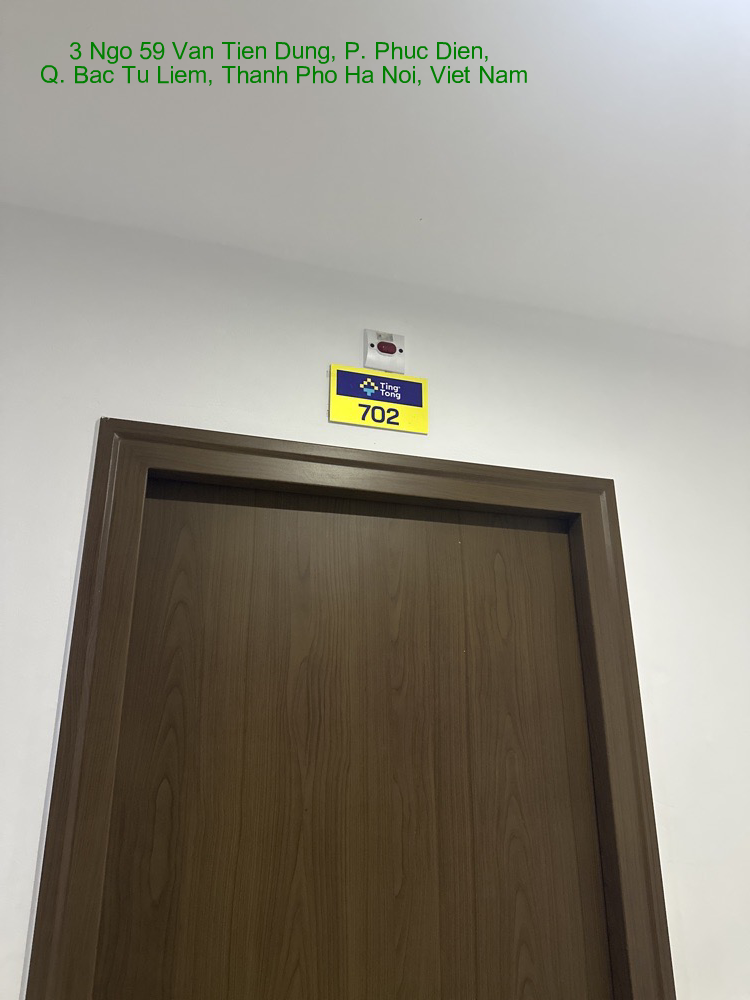 3 Ngo 59 Van Tien Dung, P. Phuc Dien,
Q. Bac Tu Liem, Thanh Pho Ha Noi, Viet Nam
Ting
Tong
702